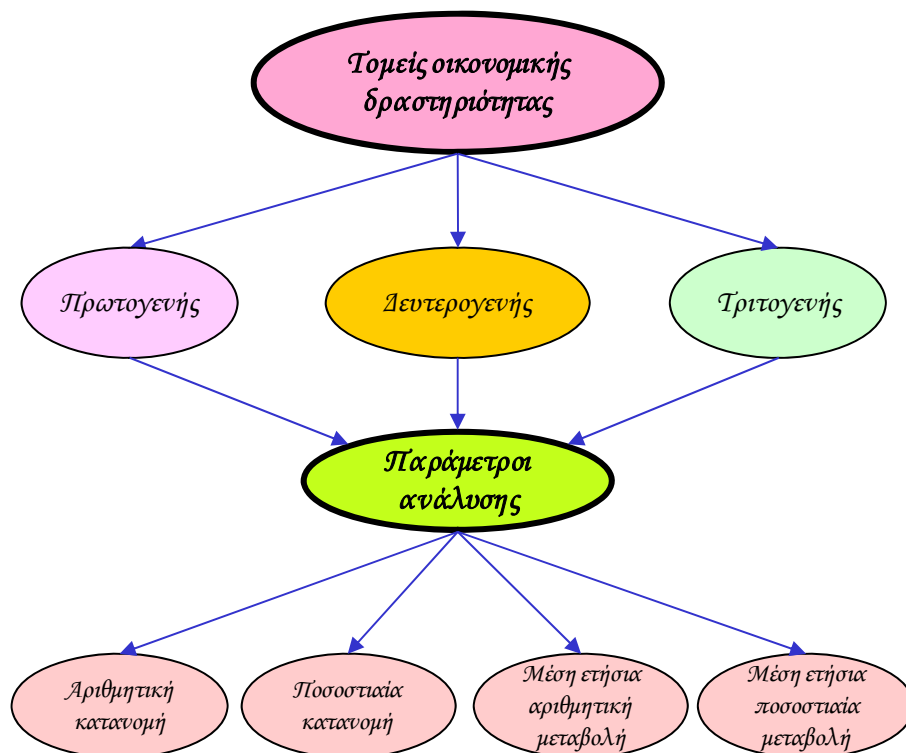 Τομείς οικονομικής
δραστηριότητας
Πρωτογενής
Δευτερογενής
Τριτογενής
Παράμετροι
ανάλυσης
Αριθμητική
κατανομή
Ποσοστιαία
κατανομή
Μέση ετήσια
αριθμητική
μεταβολή
Μέση ετήσια
ποσοστιαία
μεταβολή